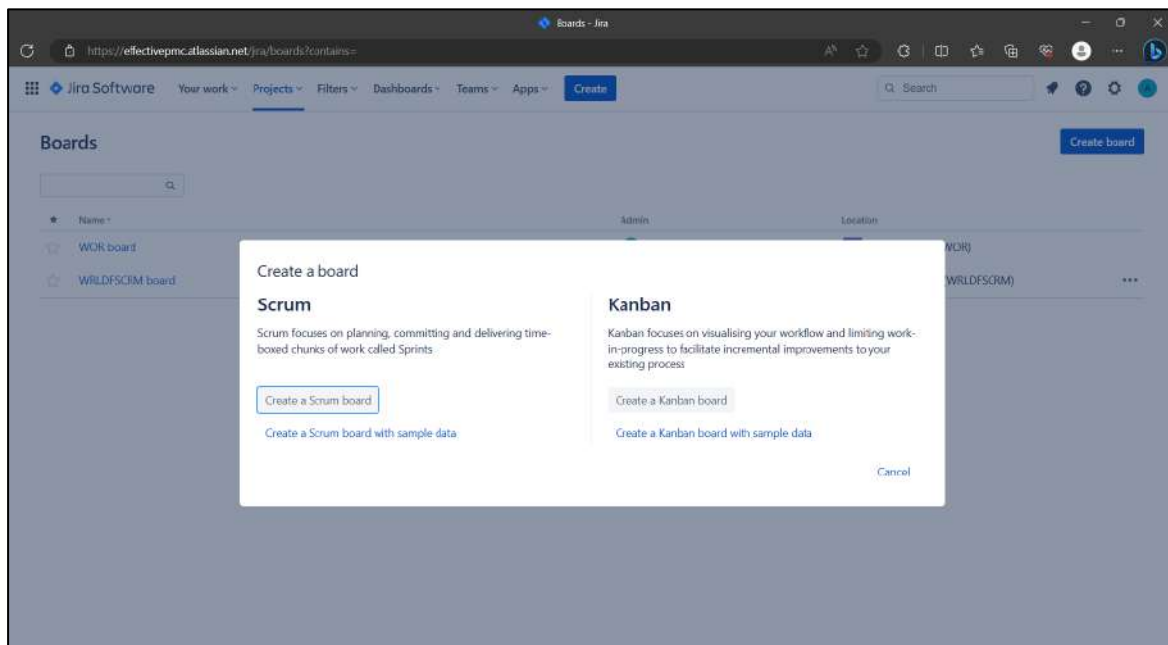 Boards - Jira
https://effectivepmc.atlassian.net/jira/boards?contains=
Jira Software Your work Projects Filters Dashboards Teams Apps Create Search
Boards Create board
Name Admin Location
WOR board WOR)
WRLDFSCRM board (WRLDFSCRM)
Create a board
Scrum
Scrum focuses on planning, committing and delivering time-
boxed chunks of work called Sprints
Create a Scrum board
Create a Scrum board with sample data
Kanban
Kanban focuses on visualising your workflow and limiting work-
in-progress to facilitate incremental improvements to your
existing process
Create a Kanban board
Create a Kanban board with sample data
Cancel